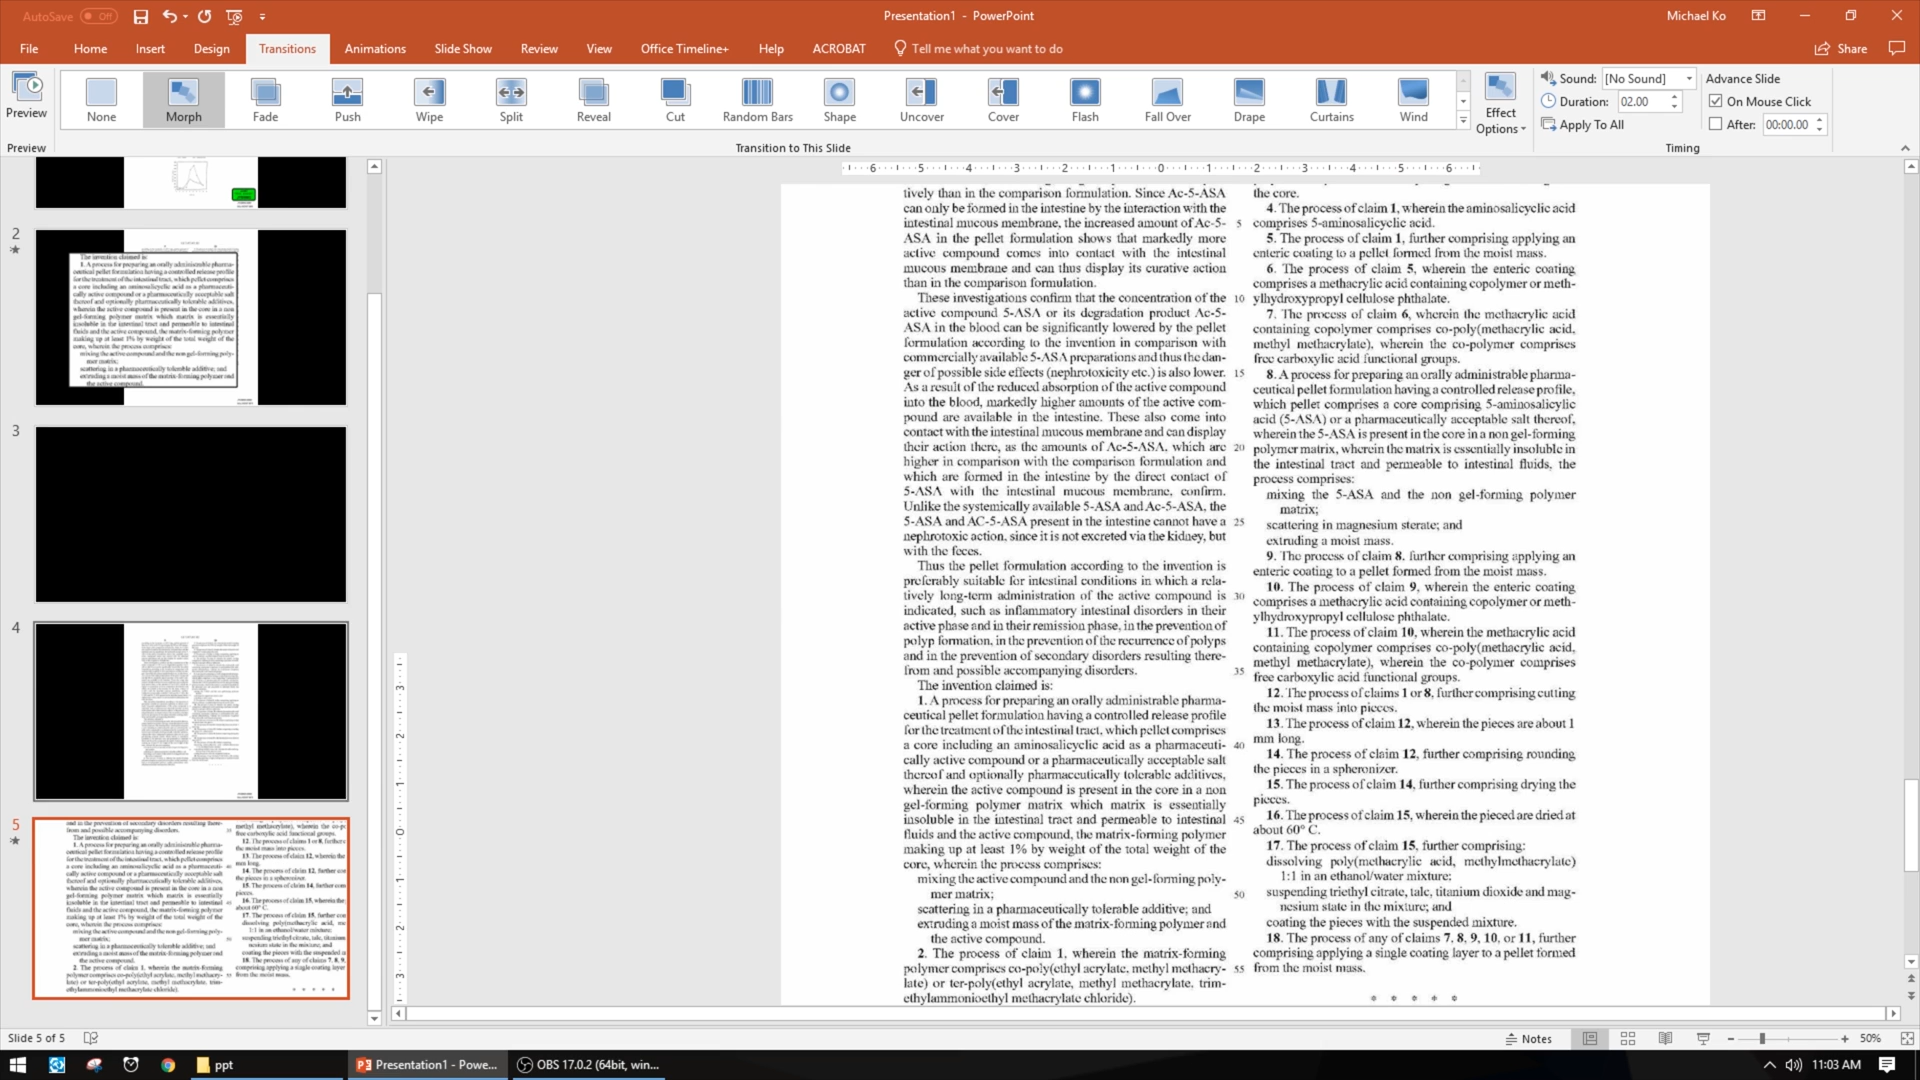 AutoSave Off
Presentation1 - PowerPoint
Michael Ko
File Home Insert Design Transitions Animations Slide Show Review View Office Timeline+ Help ACROBAT Tell me what you want to do
Share
Preview
None Morph Fade Push Wipe Split Reveal Cut Random Bars Shape Uncover Cover Flash Fall Over Drape Curtains Wind
Effect
Options
Sound: [No Sound]
Duration: 02.00
Apply To All
Advance Slide
On Mouse Click
After: 00:00.00
Preview
Transition to This Slide
Timing
2
3
4
5
tively than in the comparison formulation. Since Ac-5-ASA
can only be formed in the intestine by the interaction with the
intestinal mucous membrane, the increased amount of Ac-5-
ASA in the pellet formulation shows that markedly more
active compound comes into contact with the intestinal
mucous membrane and can thus display its curative action
than in the comparison formulation.
These investigations confirm that the concentration of the
active compound 5-ASA or its degradation product Ac-5-
ASA in the blood can be significantly lowered by the pellet
formulation according to the invention in comparison with
commercially available 5-ASA preparations and thus the dan-
ger of possible side effects (nephrotoxicity etc.) is also lower.
As a result of the reduced absorption of the active compound
into the blood, markedly higher amounts of the active com-
pound are available in the intestine. These also come into
contact with the intestinal mucous membrane and can display
their action there, as the amounts of Ac-5-ASA, which are
higher in comparison with the comparison formulation and
which are formed in the intestine by the direct contact of
5-ASA with the intestinal mucous membrane, confirm.
Unlike the systemically available 5-ASA and Ac-5-ASA, the
5-ASA and AC-5-ASA present in the intestine cannot have a
nephrotoxic action, since it is not excreted via the kidney, but
with the feces.
Thus the pellet formulation according to the invention is
preferably suitable for intestinal conditions in which a rela-
tively long-term administration of the active compound is
indicated, such as inflammatory intestinal disorders in their
active phase and in their remission phase, in the prevention of
polyp formation, in the prevention of the recurrence of polyps
and in the prevention of secondary disorders resulting there-
from and possible accompanying disorders.
The invention claimed is:
1. A process for preparing an orally administrable pharma-
ceutical pellet formulation having a controlled release profile
for the treatment of the intestinal tract, which pellet comprises
a core including an aminosalicylic acid as a pharmaceuti-
cally active compound or a pharmaceutically acceptable salt
thereof and optionally pharmaceutically tolerable additives,
wherein the active compound is present in the core in a non
gel-forming polymer matrix which matrix is essentially
insoluble in the intestinal tract and permeable to intestinal
fluids and the active compound, the matrix-forming polymer
making up at least 1% by weight of the total weight of the
core, wherein the process comprises:
mixing the active compound and the non gel-forming poly-
mer matrix;
scattering in a pharmaceutically tolerable additive; and
extruding a moist mass of the matrix-forming polymer and
the active compound.
2. The process of claim 1, wherein the matrix-forming
polymer comprises co-poly(ethyl acrylate, methyl methacry-
late) or ter-poly(ethyl acrylate, methyl methacrylate, trim-
ethylammonioethyl methacrylate chloride).
5
10
15
20
25
30
35
40
45
50
55
the core.
4. The process of claim 1, wherein the aminosalicyclic acid
comprises 5-aminosalicyclic acid.
5. The process of claim 1, further comprising applying an
enteric coating to a pellet formed from the moist mass.
6. The process of claim 5, wherein the enteric coating
comprises a methacrylic acid containing copolymer or meth-
ylhydroxypropyl cellulose phthalate.
7. The process of claim 6, wherein the methacrylic acid
containing copolymer comprises co-poly(methacrylic acid,
methyl methacrylate), wherein the co-polymer comprises
free carboxylic acid functional groups.
8. A process for preparing an orally administrable pharma-
ceutical pellet formulation having a controlled release profile,
which pellet comprises a core comprising 5-aminosalicylic
acid (5-ASA) or a pharmaceutically acceptable salt thereof,
wherein the 5-ASA is present in the core in a non gel-forming
polymer matrix, wherein the matrix is essentially insoluble in
the intestinal tract and permeable to intestinal fluids, the
process comprises:
mixing the 5-ASA and the non gel-forming polymer
matrix;
scattering in magnesium sterate; and
extruding a moist mass.
9. The process of claim 8. further comprising applying an
enteric coating to a pellet formed from the moist mass.
10. The process of claim 9, wherein the enteric coating
comprises a methacrylic acid containing copolymer or meth-
ylhydroxypropyl cellulose phthalate.
11. The process of claim 10, wherein the methacrylic acid
containing copolymer comprises co-poly(methacrylic acid,
methyl methacrylate), wherein the co-polymer comprises
free carboxylic acid functional groups.
12. The process of claims 1 or 8, further comprising cutting
the moist mass into pieces.
13. The process of claim 12, wherein the pieces are about 1
mm long.
14. The process of claim 12, further comprising rounding
the pieces in a spheronizer.
15. The process of claim 14, further comprising drying the
pieces.
16. The process of claim 15, wherein the pieced are dried at
about 60° C.
17. The process of claim 15, further comprising:
dissolving poly(methacrylic acid, methylmethacrylate)
1:1 in an ethanol/water mixture;
suspending triethyl citrate, talc, titanium dioxide and mag-
nesium state in the mixture; and
coating the pieces with the suspended mixture.
18. The process of any of claims 7, 8, 9, 10, or 11, further
comprising applying a single coating layer to a pellet formed
from the moist mass.
* * * * *
Slide 5 of 5
Notes
50%
ppt
Presentation1 - Powe...
OBS 17.0.2 (64bit, win...
11:03 AM